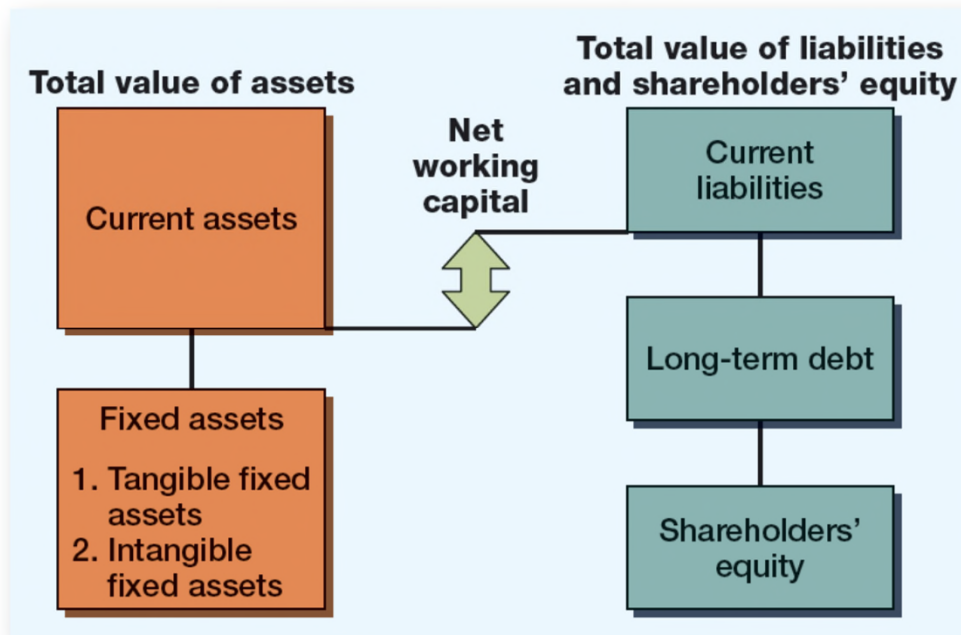 Total value of assets
Current assets
Fixed assets
1. Tangible fixed
assets
2. Intangible
fixed assets
Net
working
capital
Total value of liabilities
and shareholders' equity
Current
liabilities
Long-term debt
Shareholders'
equity